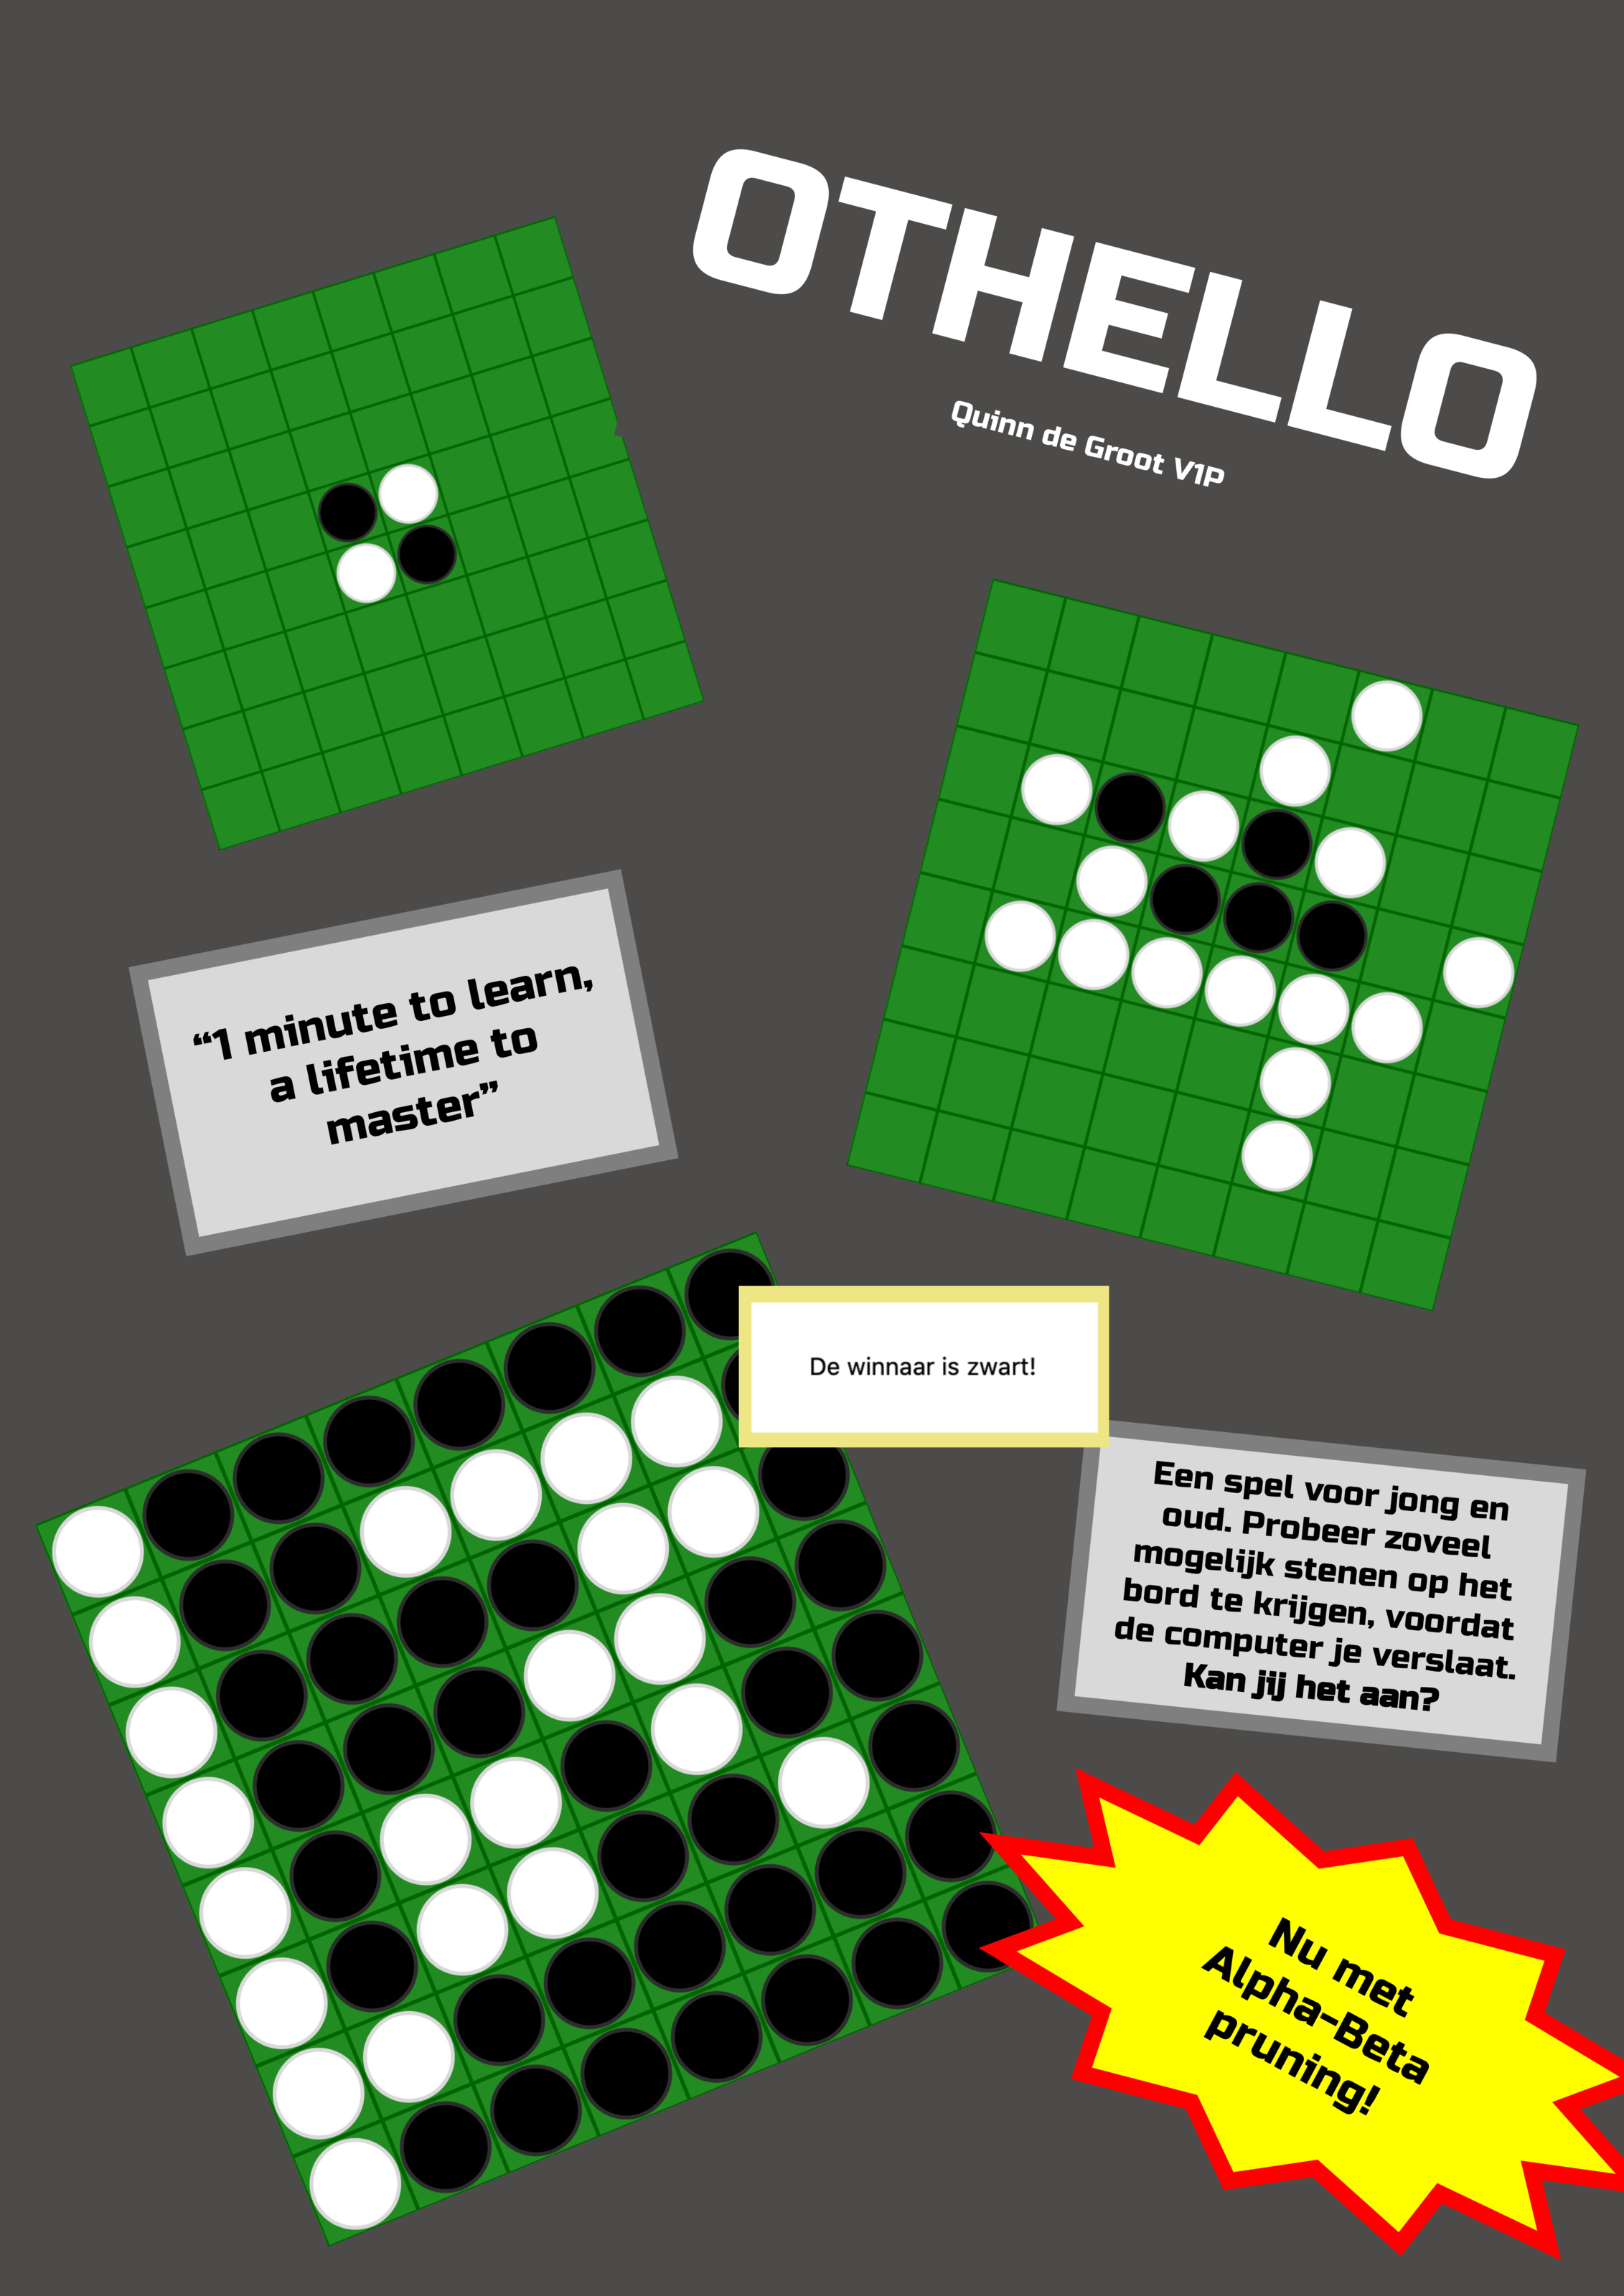 OTHELLO
Quinn de Groot V1P
“1 minute to learn,
a lifetime to
master”
De winnaar is zwart!
Een spel voor jong en
oud. Probeer zoveel
mogelijk stenen op het
bord te krijgen, voordat
de computer je verslaat.
Kan jij het aan?
Nu met
Alpha-Beta
pruning!